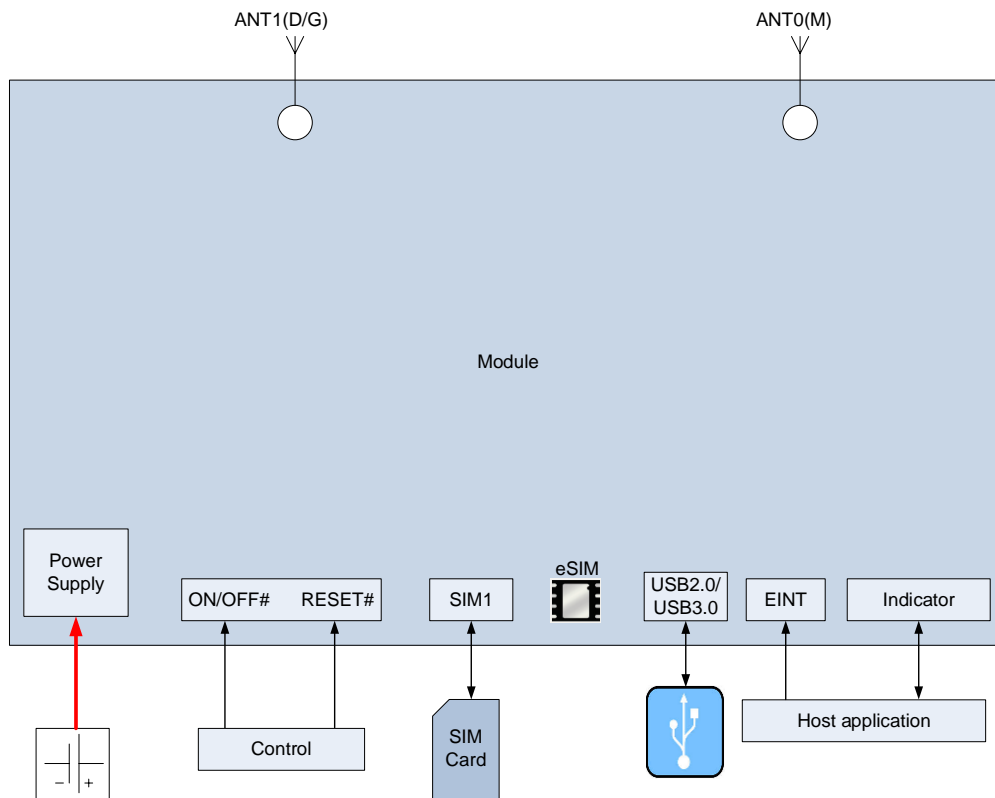 ANT1(D/G)
ANT0(M)
Module
Power
Supply
ON/OFF#
RESET#
SIM1
eSIM
USB2.0/
USB3.0
EINT
Indicator
Control
SIM
Card
Host application
- +